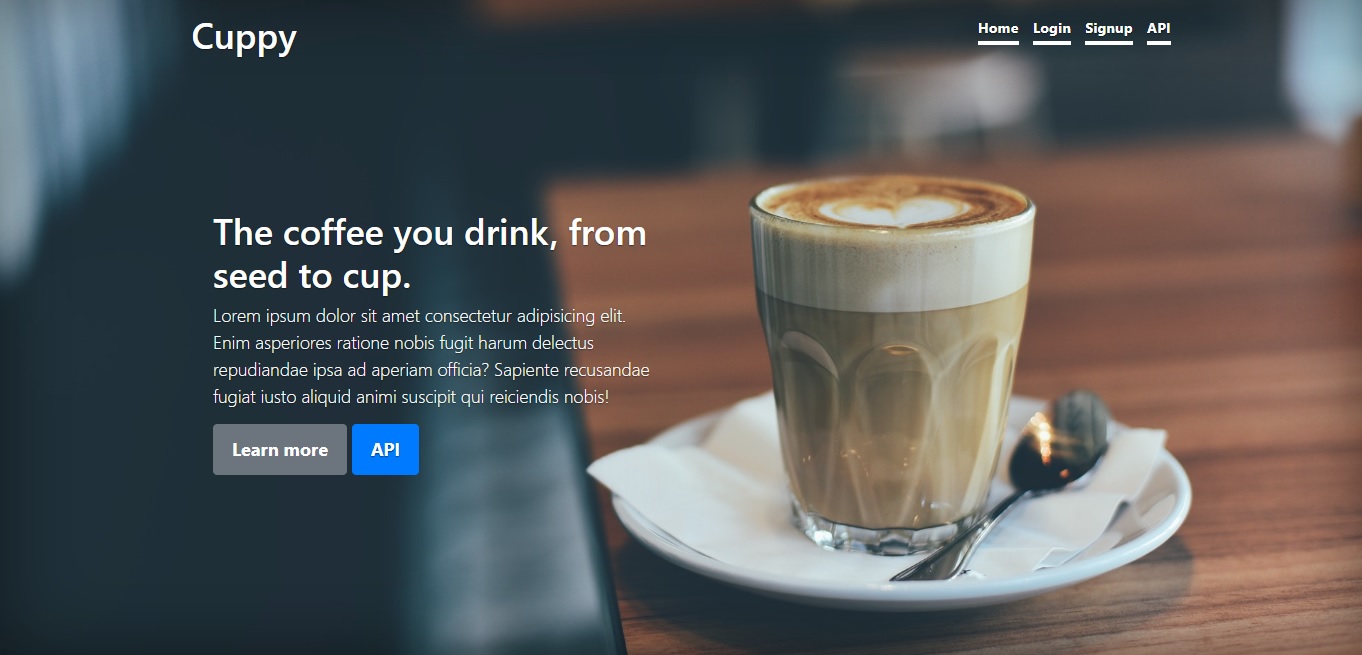 Cuppy
Home Login Signup API
The coffee you drink, from
seed to cup.
Lorem ipsum dolor sit amet consectetur adipisicing elit.
Enim asperiores ratione nobis fugit harum delectus
repudiandae ipsa ad aperiam officia? Sapiente recusandae
fugiat iusto aliquid animi suscipit qui reiciendis nobis!
Learn more API